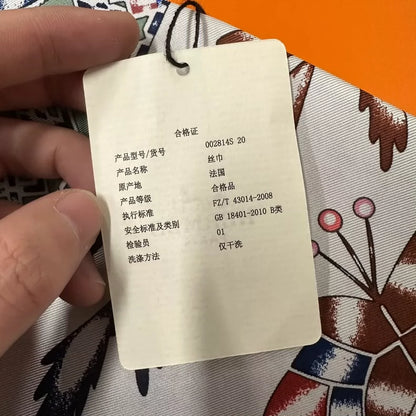 合格证
产品型号/货号 002814S 20
产品名称 丝巾
原产地 法国
产品等级 合格品
执行标准 FZ/T 43014-2008
安全标准及类别 GB 18401-2010 B类
检验员 01
洗涤方法 仅干洗